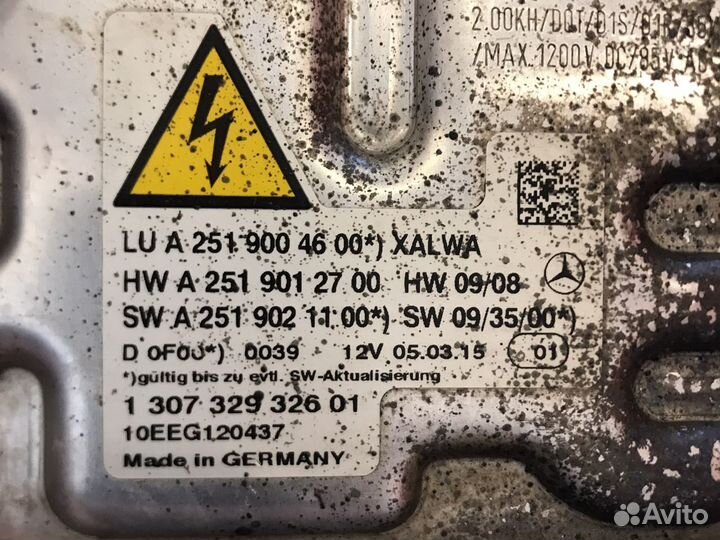 2.00KH/DOT/D1S/
/MAX.1200V DC/85V
LU A 251 900 46 00*) XALWA
HW A 251 901 27 00 HW 09/08
SW A 251 902 11 00*) SW 09/35/00*)
D 0F00*) 0039 12V 05.03.15 01
*)gültig bis zu evtl. SW-Aktualisierung
1 307 329 326 01
10EEG120437
Made in GERMANY
Avito